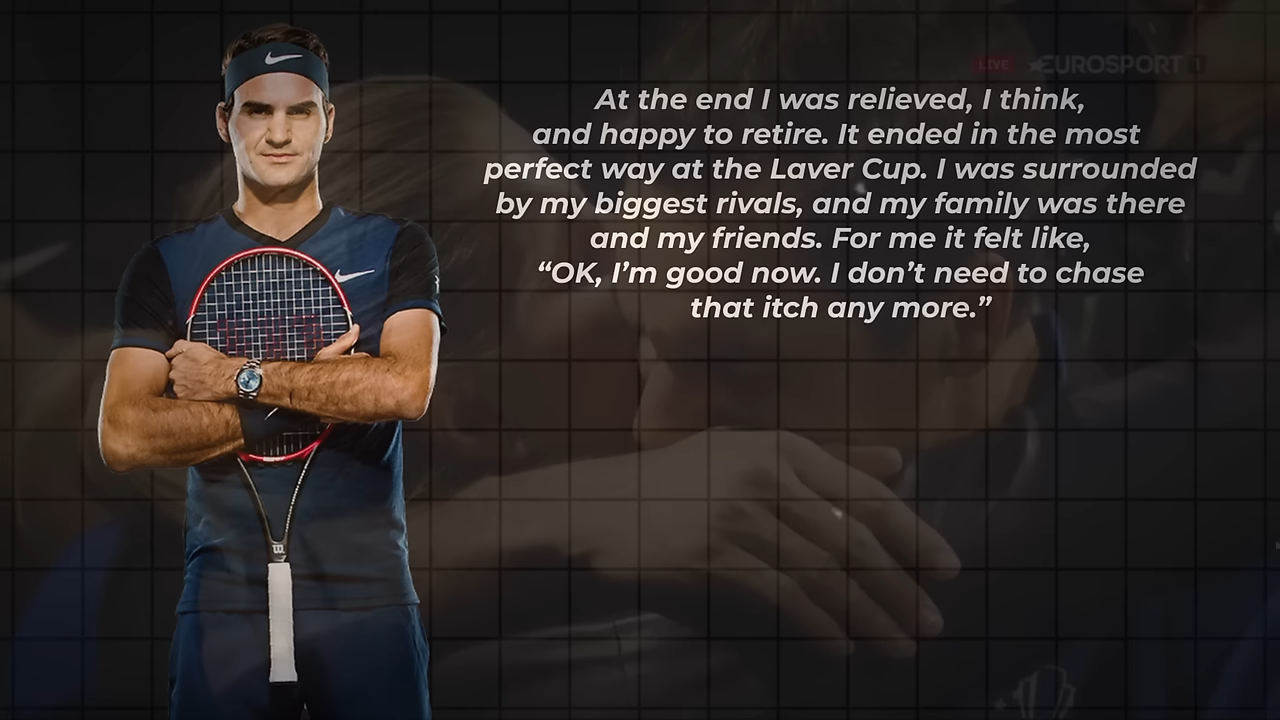 LIVE EUROSPORT 1
At the end I was relieved, I think,
and happy to retire. It ended in the most
perfect way at the Laver Cup. I was surrounded
by my biggest rivals, and my family was there
and my friends. For me it felt like,
“OK, I’m good now. I don’t need to chase
that itch any more.”